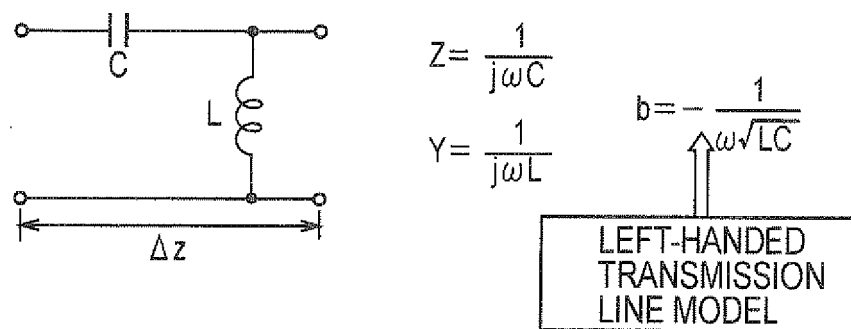 C
L
Δz
Z= 1/jωC
Y= 1/jωL
b=- 1/ω√LC
LEFT-HANDED
TRANSMISSION
LINE MODEL